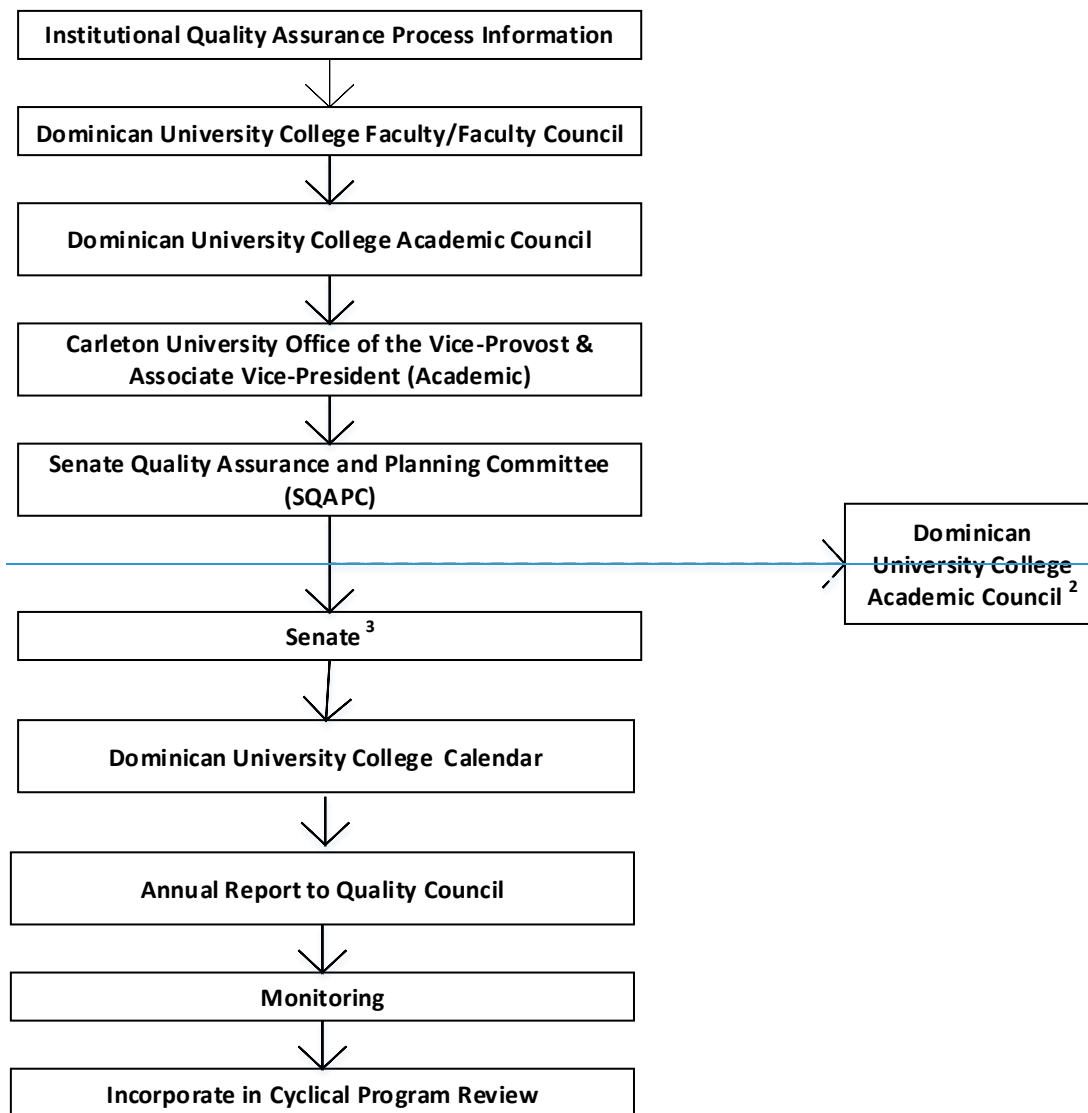 Institutional Quality Assurance Process Information
Dominican University College Faculty/Faculty Council
Dominican University College Academic Council
Carleton University Office of the Vice-Provost &
Associate Vice-President (Academic)
Senate Quality Assurance and Planning Committee
(SQAPC)
Dominican
University College
Academic Council ²
Senate ³
Dominican University College Calendar
Annual Report to Quality Council
Monitoring
Incorporate in Cyclical Program Review